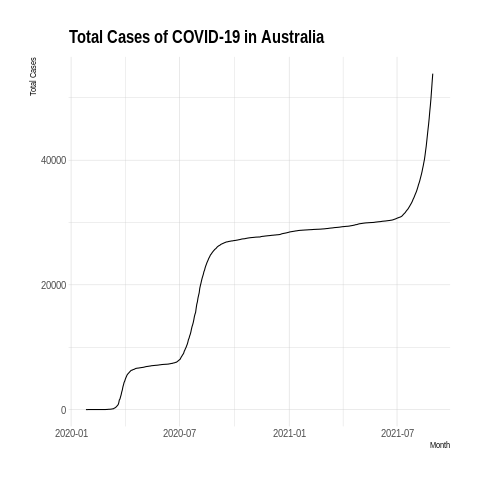 Total Cases of COVID-19 in Australia
Total Cases
40000
20000
0
2020-01 2020-07 2021-01 2021-07
Month